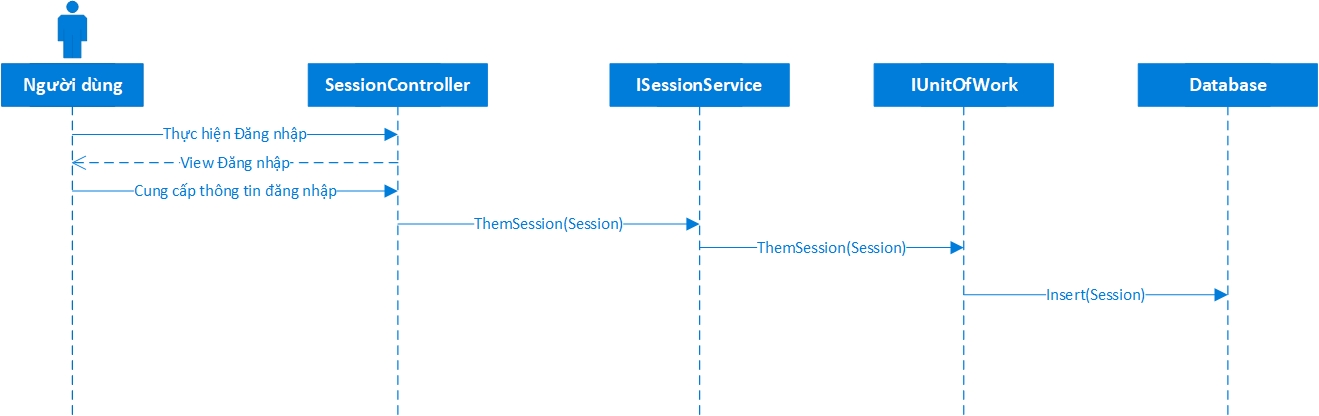 Người dùng
SessionController
ISessionService
IUnitOfWork
Database
Thực hiện Đăng nhập
View Đăng nhập
Cung cấp thông tin đăng nhập
ThemSession(Session)
ThemSession(Session)
Insert(Session)